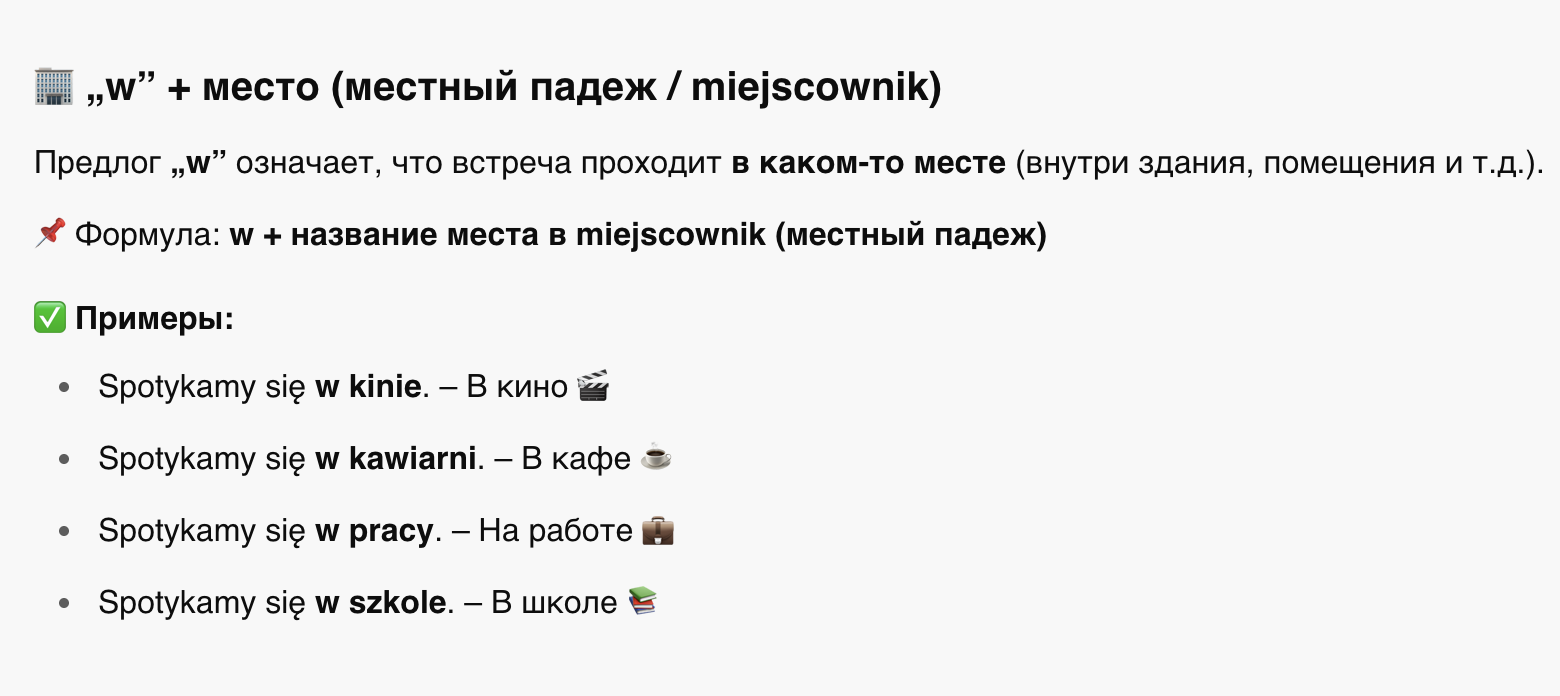 🏢 „w” + место (местный падеж / miejscownik)
Предлог „w” означает, что встреча проходит в каком-то месте (внутри здания, помещения и т.д.).
📌 Формула: w + название места в miejscownik (местный падеж)
✅ Примеры:
• Spotykamy się w kinie. – В кино 🎬
• Spotykamy się w kawiarni. – В кафе ☕
• Spotykamy się w pracy. – На работе 💼
• Spotykamy się w szkole. – В школе 📚